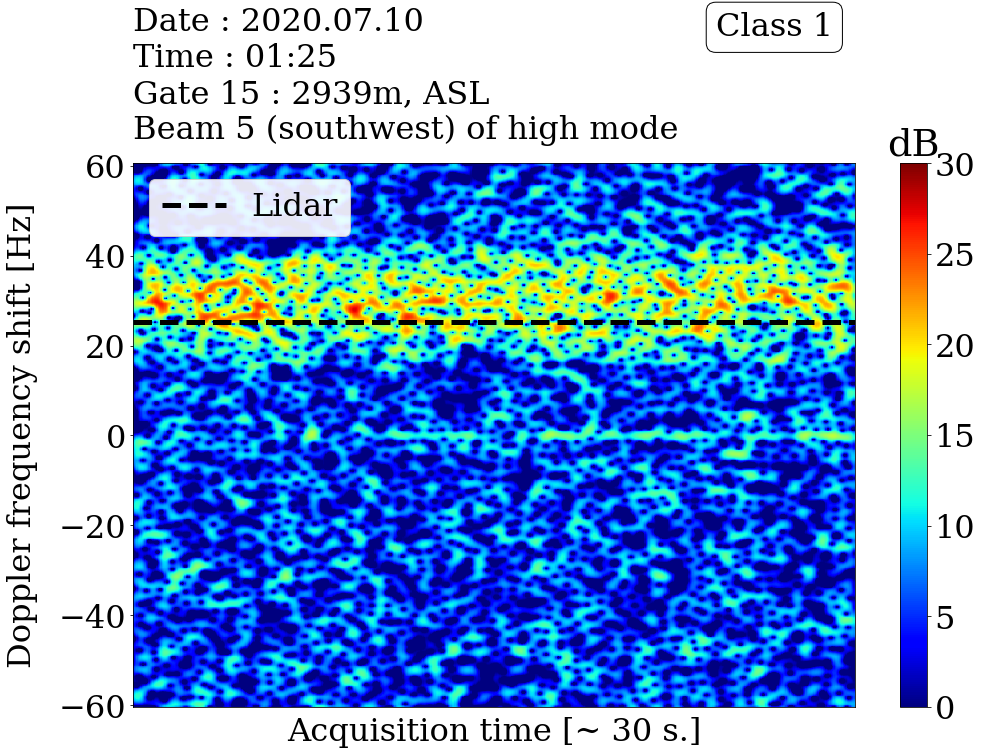 Date : 2020.07.10
Time : 01:25
Gate 15 : 2939m, ASL
Beam 5 (southwest) of high mode
Class 1
dB
Lidar
Doppler frequency shift [Hz]
60
40
20
0
−20
−40
−60
30
25
20
15
10
5
0
Acquisition time [~ 30 s.]